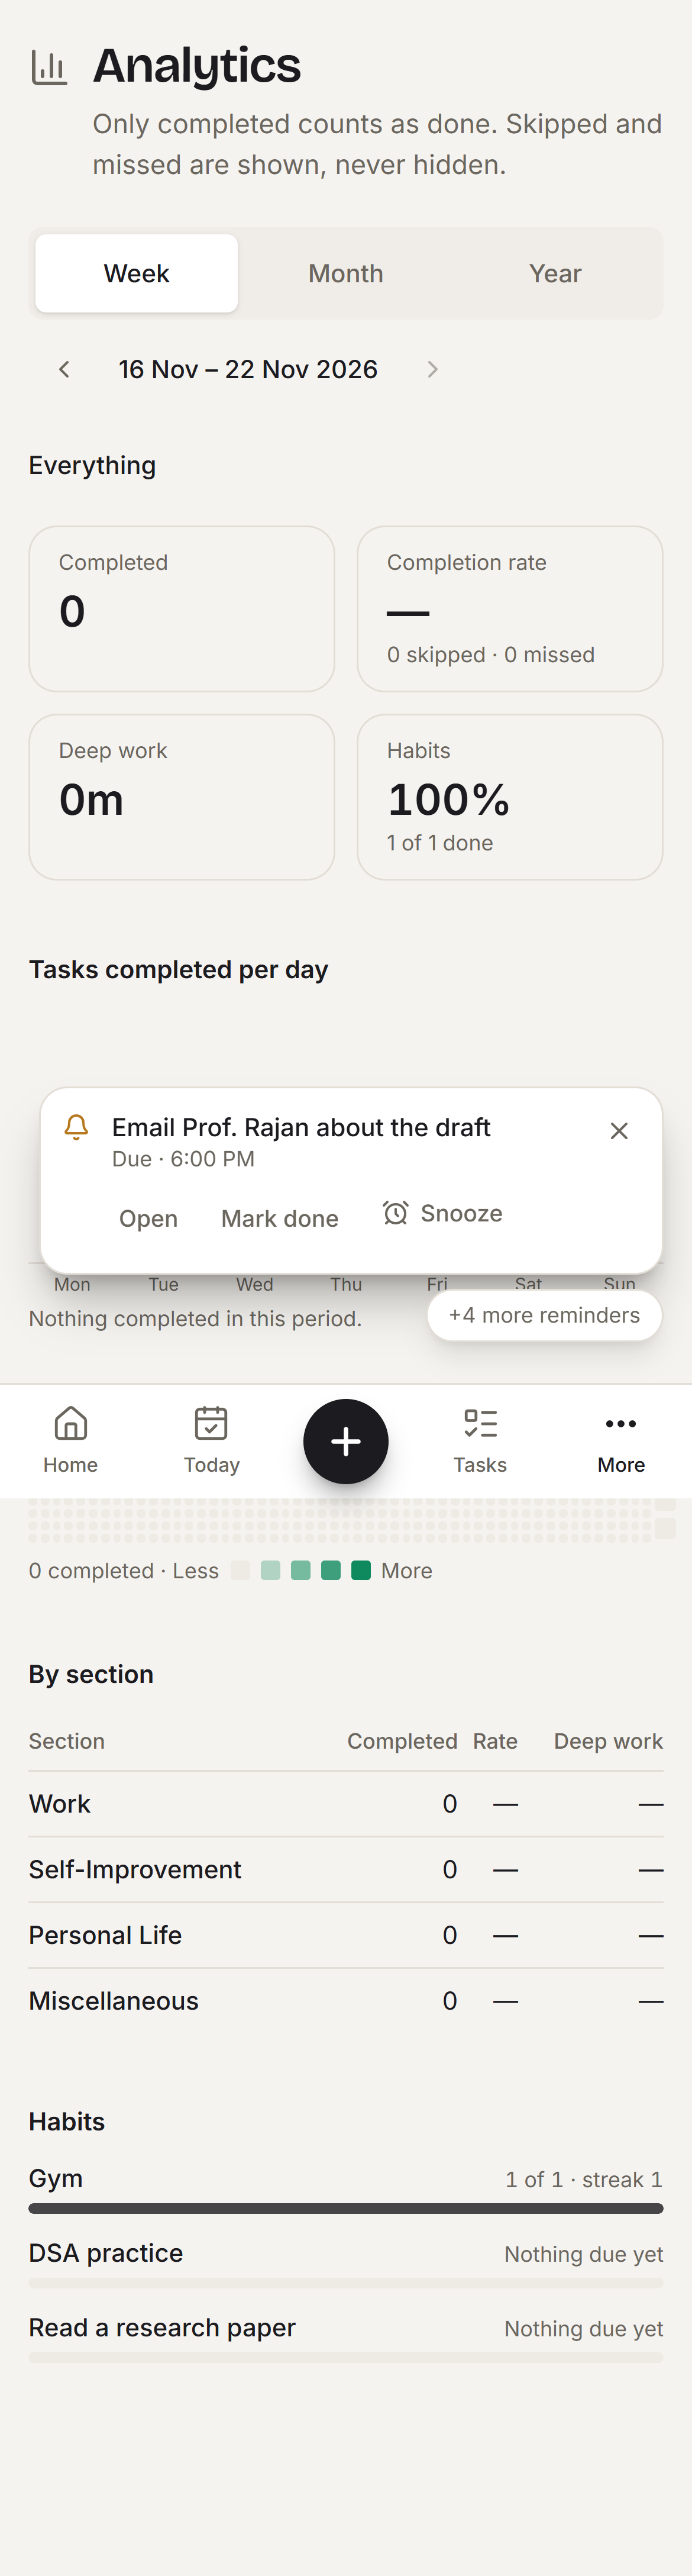 Analytics
Only completed counts as done. Skipped and
missed are shown, never hidden.
Week Month Year
16 Nov – 22 Nov 2026
Everything
Completed
0
Completion rate
—
0 skipped · 0 missed
Deep work
0m
Habits
100%
1 of 1 done
Tasks completed per day
Email Prof. Rajan about the draft
Due · 6:00 PM
Open Mark done Snooze
Mon Tue Wed Thu Fri Sat Sun
Nothing completed in this period.
+4 more reminders
Home Today Tasks More
0 completed · Less More
By section
Section Completed Rate Deep work
Work 0 — —
Self-Improvement 0 — —
Personal Life 0 — —
Miscellaneous 0 — —
Habits
Gym 1 of 1 · streak 1
DSA practice Nothing due yet
Read a research paper Nothing due yet